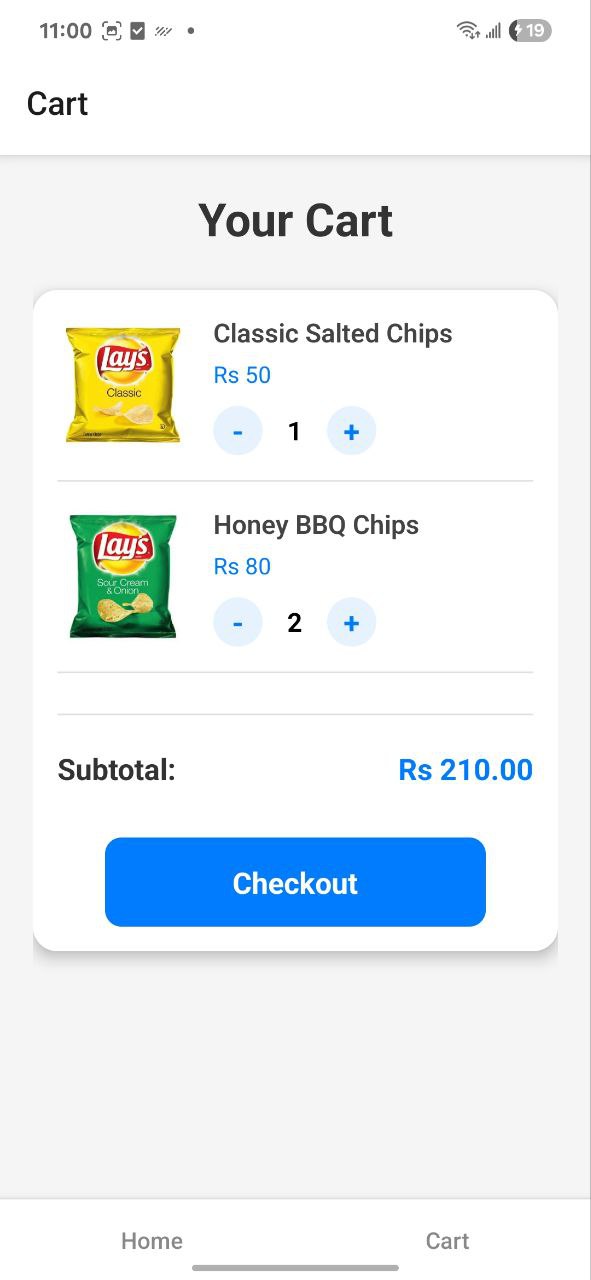 11:00
19
Cart
Your Cart
Lay's
Classic
Classic Salted Chips
Rs 50
- 1 +
Lay's
Sour Cream
& Onion
Honey BBQ Chips
Rs 80
- 2 +
Subtotal: Rs 210.00
Checkout
Home Cart